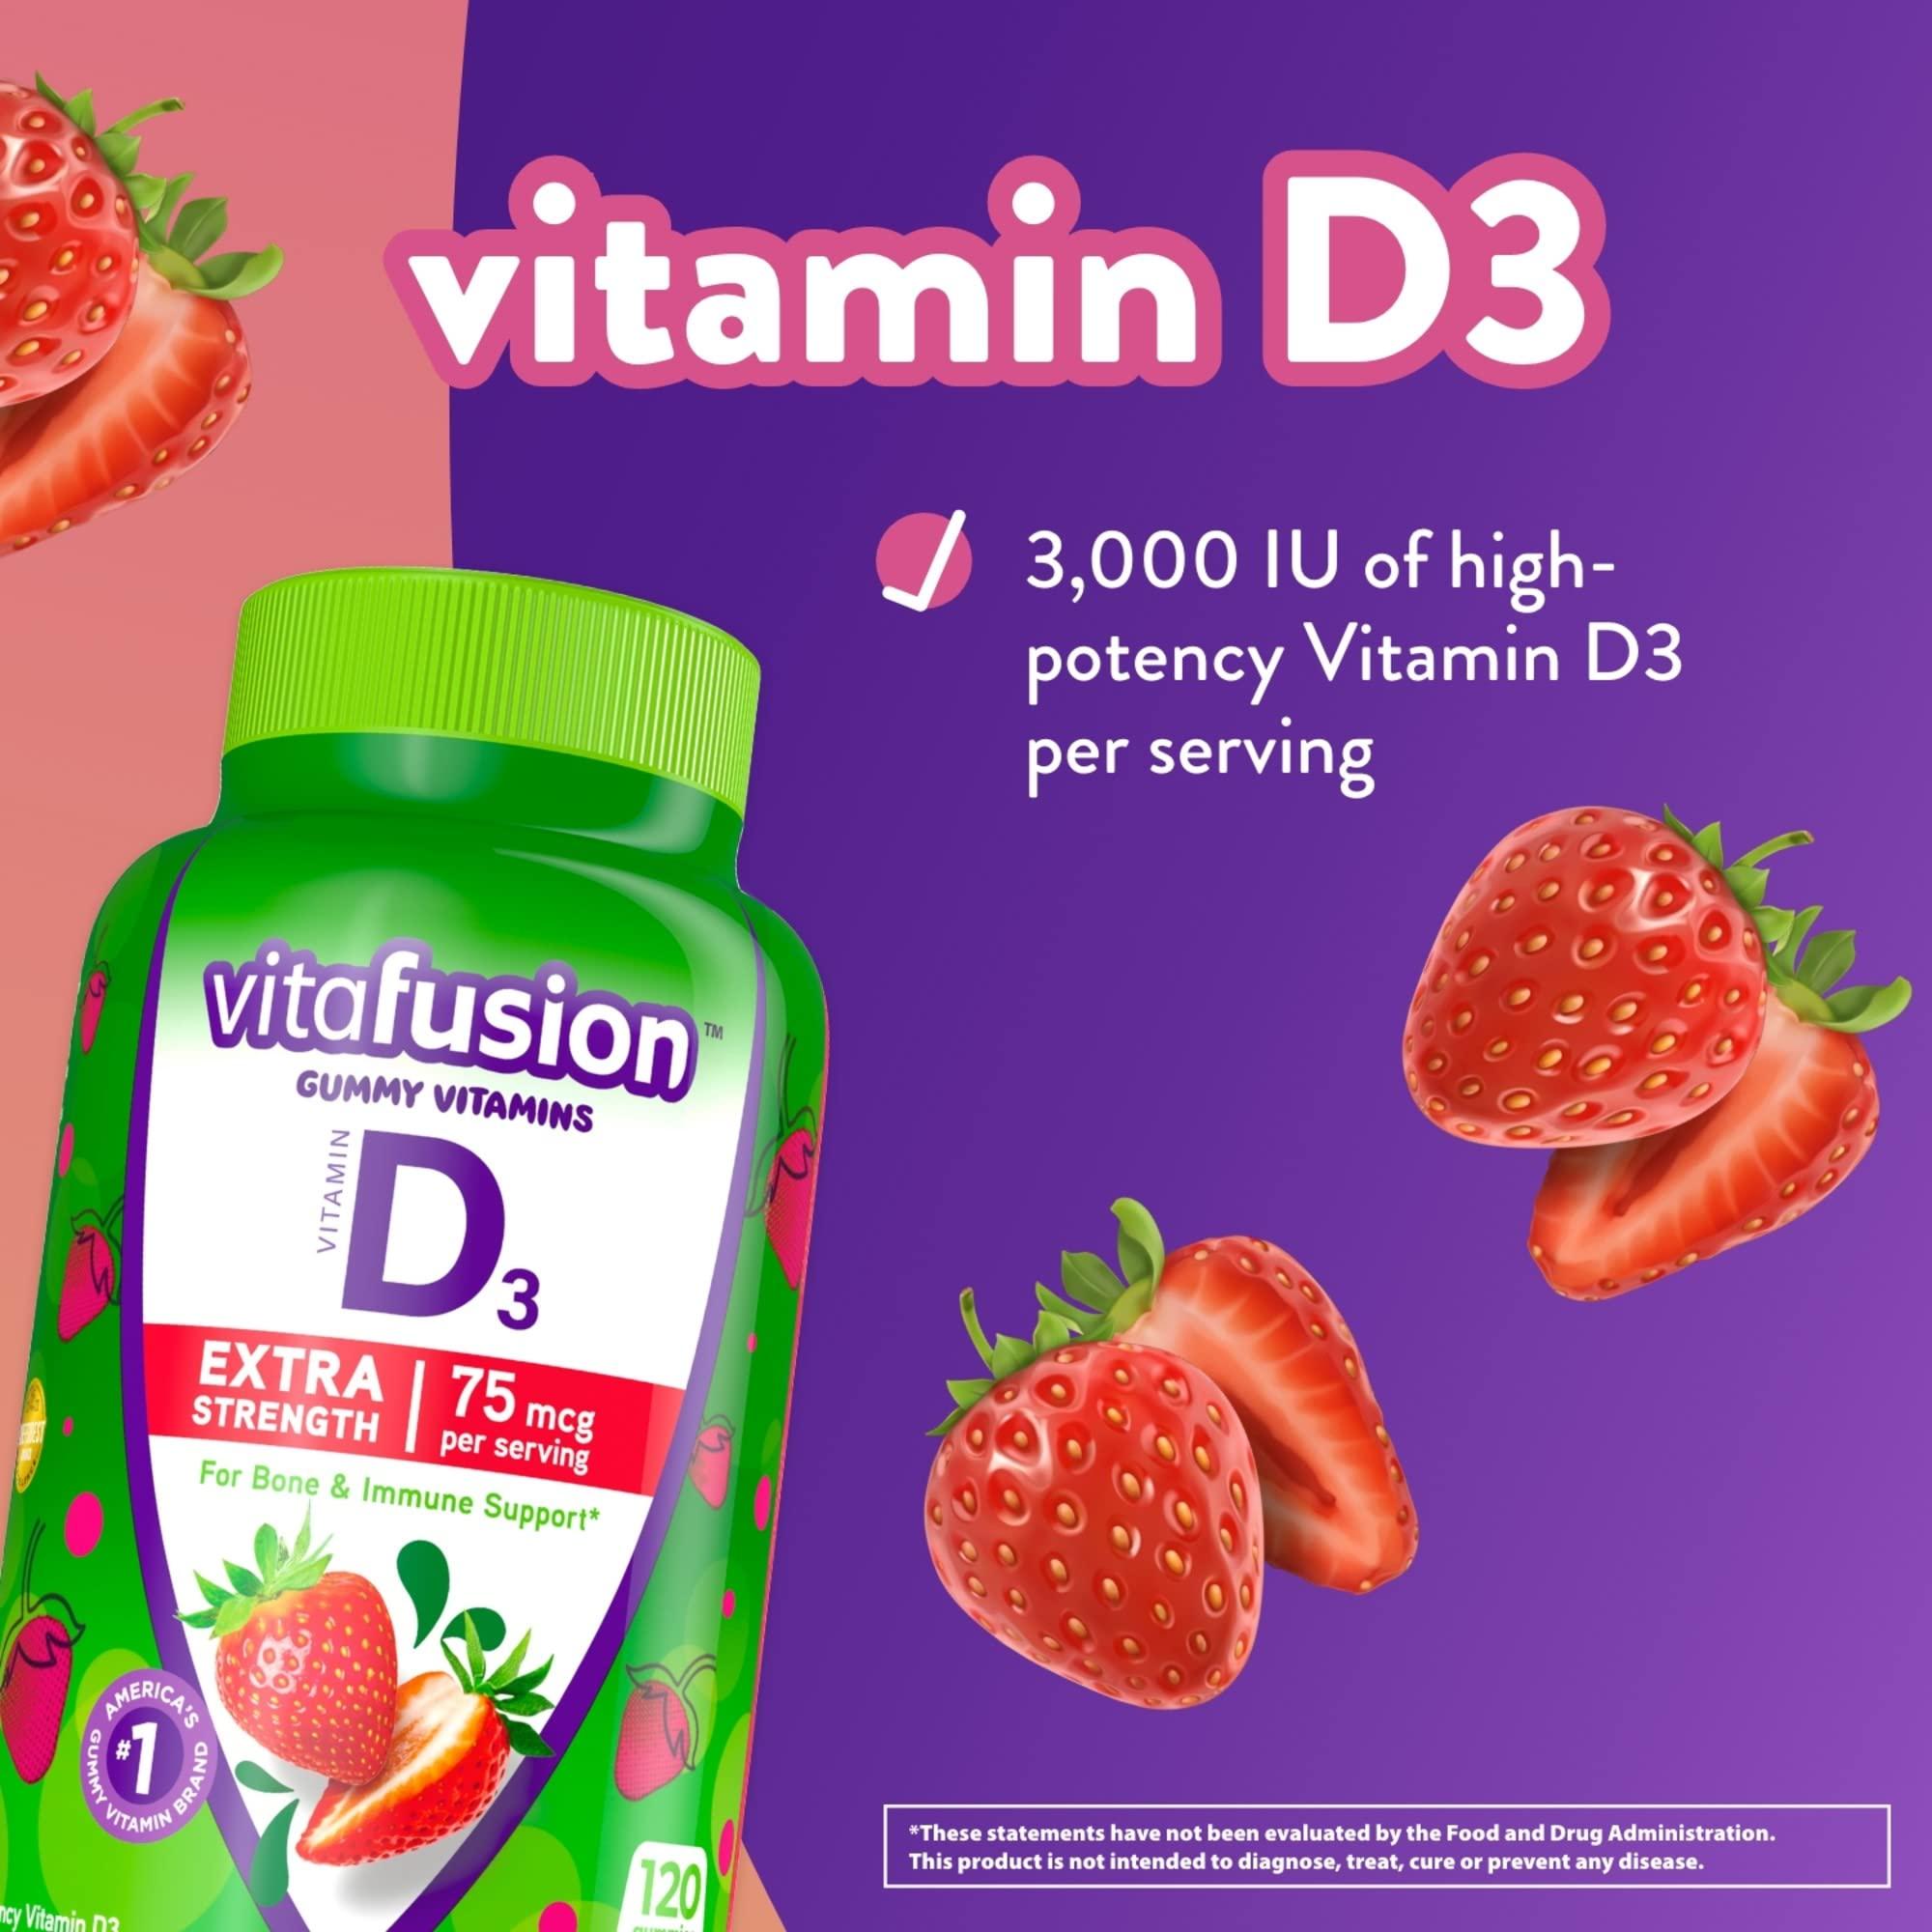 vitamin D3
3,000 IU of high-
potency Vitamin D3
per serving
vitafusion™
GUMMY VITAMINS
VITAMIN
D3
EXTRA
STRENGTH
75 mcg
per serving
For Bone & Immune Support*
AMERICA'S
#1
GUMMY VITAMIN BRAND
120
Vitamin D3
*These statements have not been evaluated by the Food and Drug Administration.
This product is not intended to diagnose, treat, cure or prevent any disease.